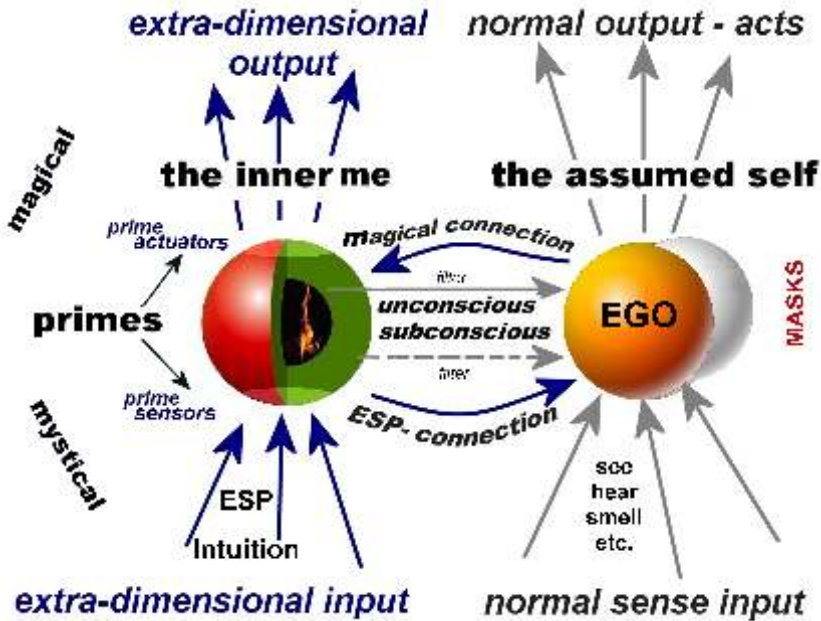 extra-dimensional
output
normal output - acts
magical
the inner me
the assumed self
prime
actuators
magical connection
filter
primes
unconscious
subconscious
EGO
MASKS
filter
prime
sensors
ESP- connection
mystical
ESP
Intuition
see
hear
smell
etc.
extra-dimensional input
normal sense input